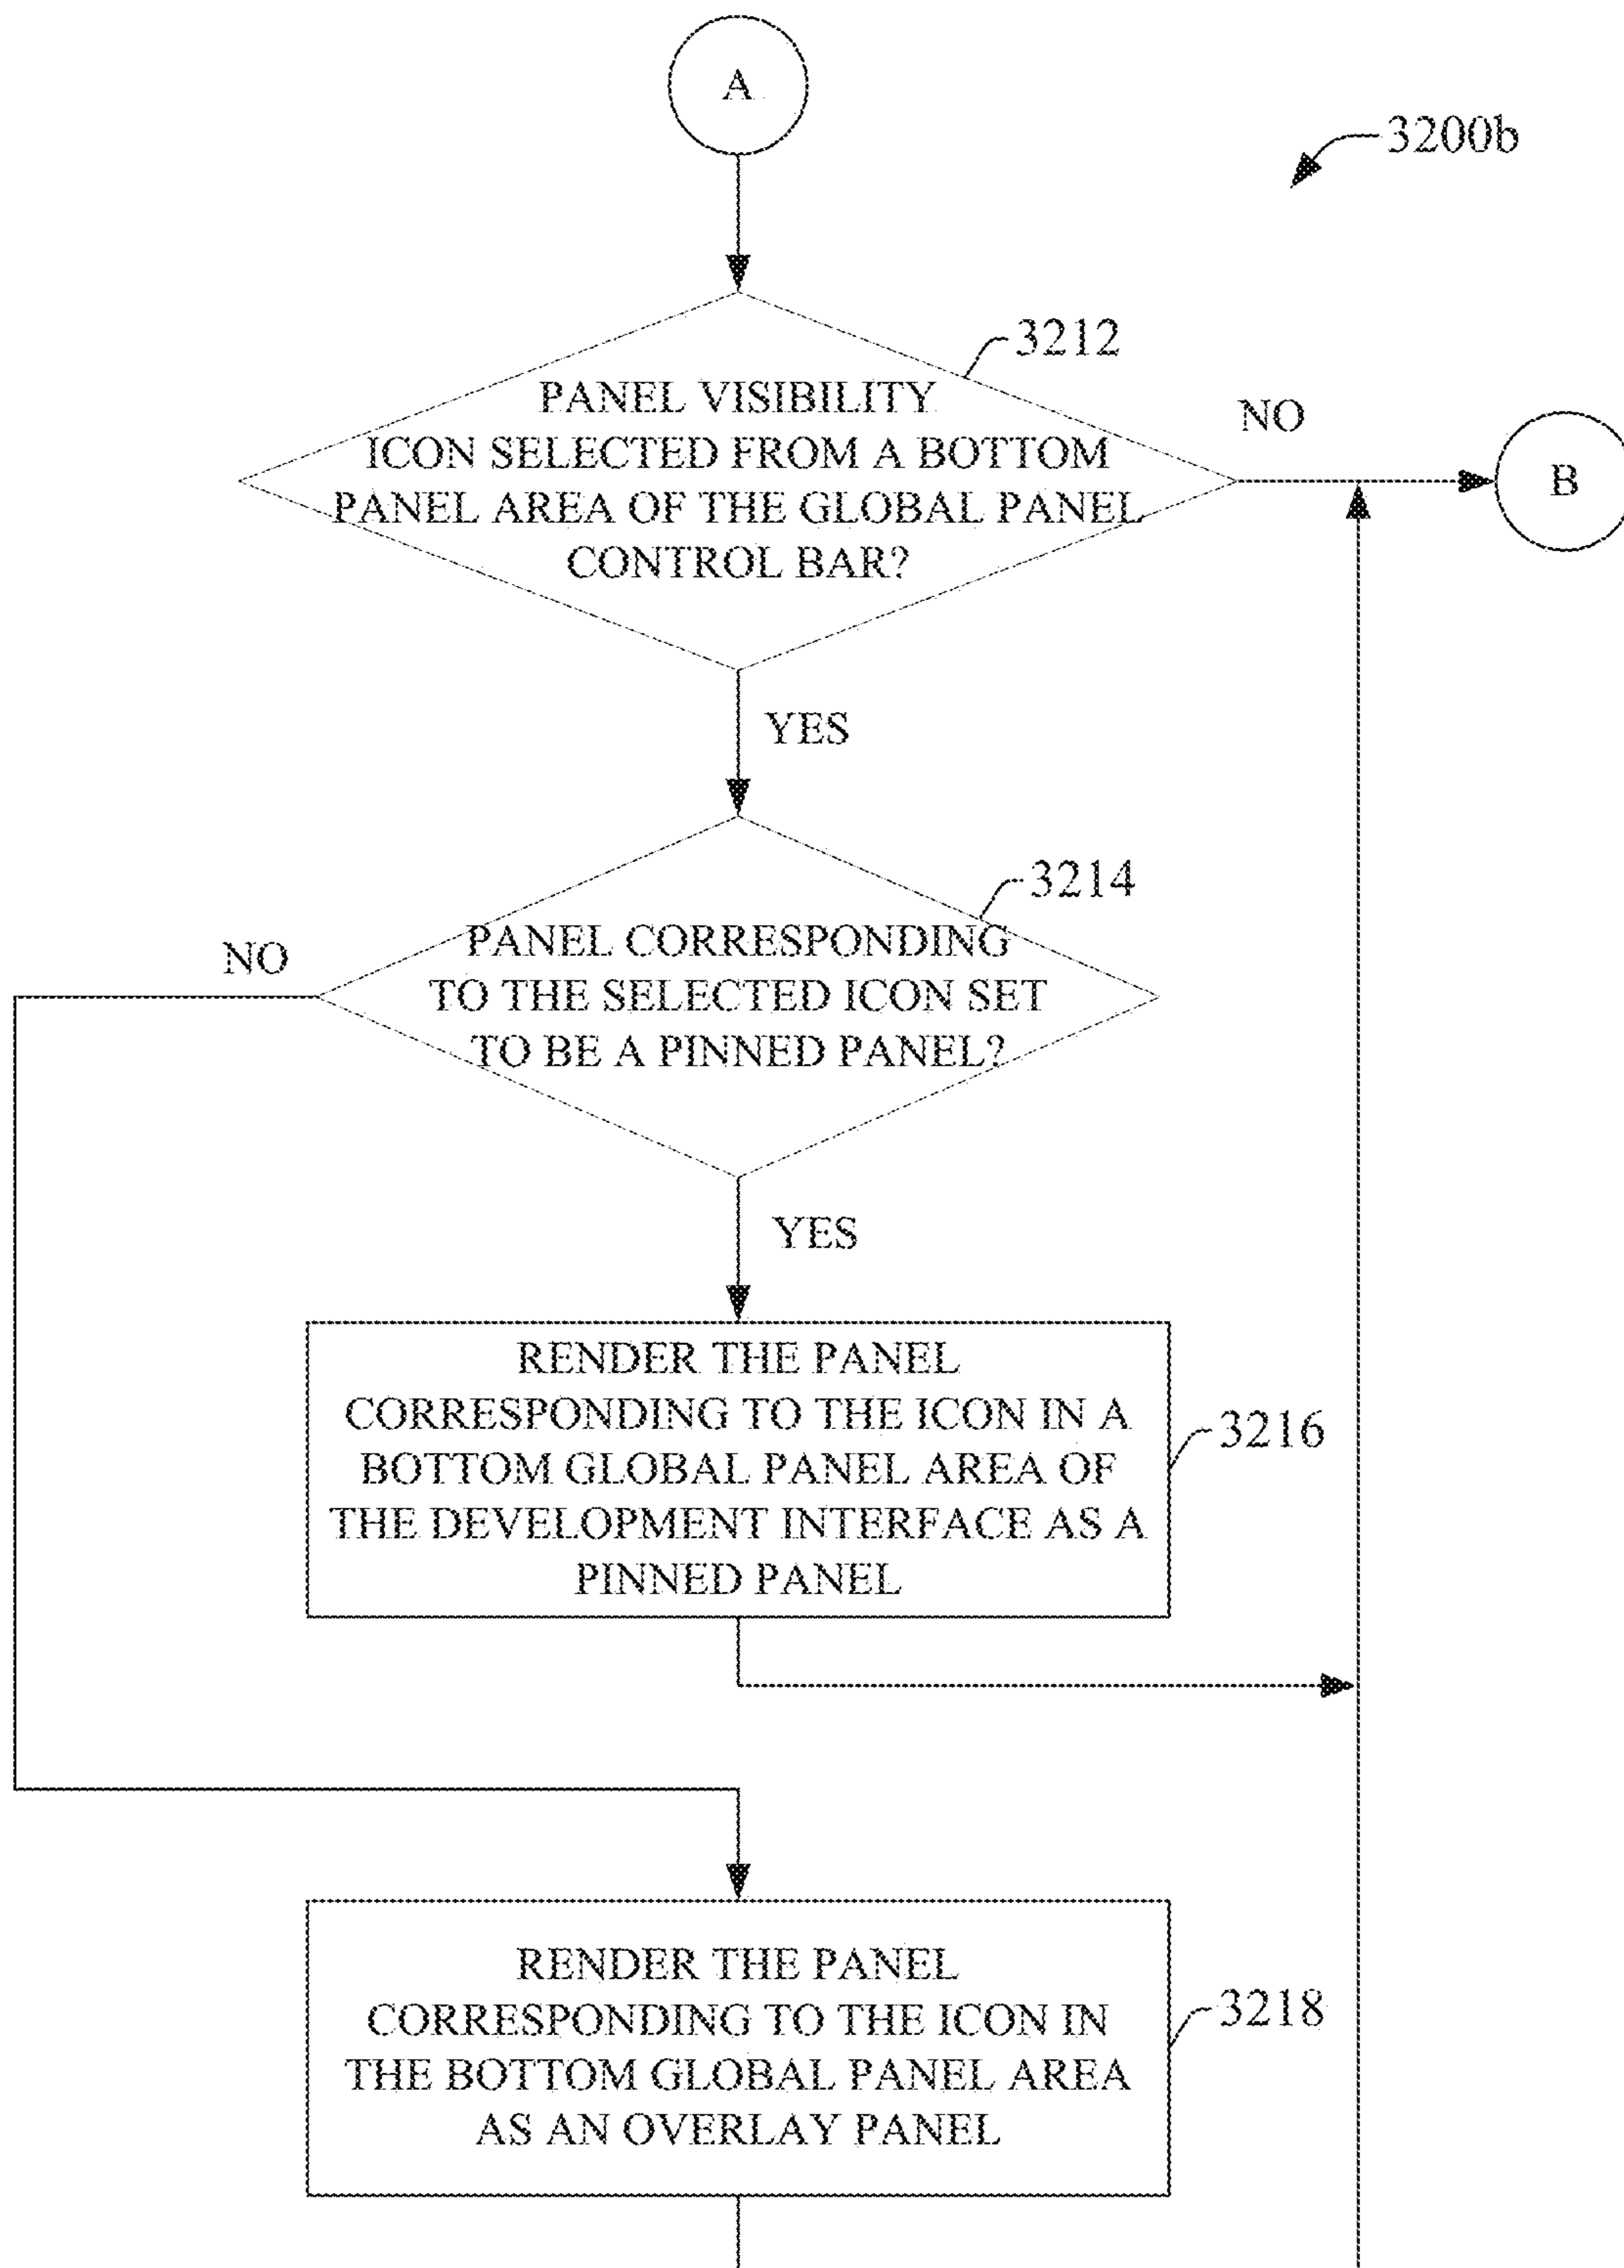 A
3200b
3212
PANEL VISIBILITY
ICON SELECTED FROM A BOTTOM
PANEL AREA OF THE GLOBAL PANEL
CONTROL BAR?
NO
B
YES
3214
PANEL CORRESPONDING
TO THE SELECTED ICON SET
TO BE A PINNED PANEL?
NO
YES
RENDER THE PANEL
CORRESPONDING TO THE ICON IN A
BOTTOM GLOBAL PANEL AREA OF
THE DEVELOPMENT INTERFACE AS A
PINNED PANEL
3216
RENDER THE PANEL
CORRESPONDING TO THE ICON IN
THE BOTTOM GLOBAL PANEL AREA
AS AN OVERLAY PANEL
3218